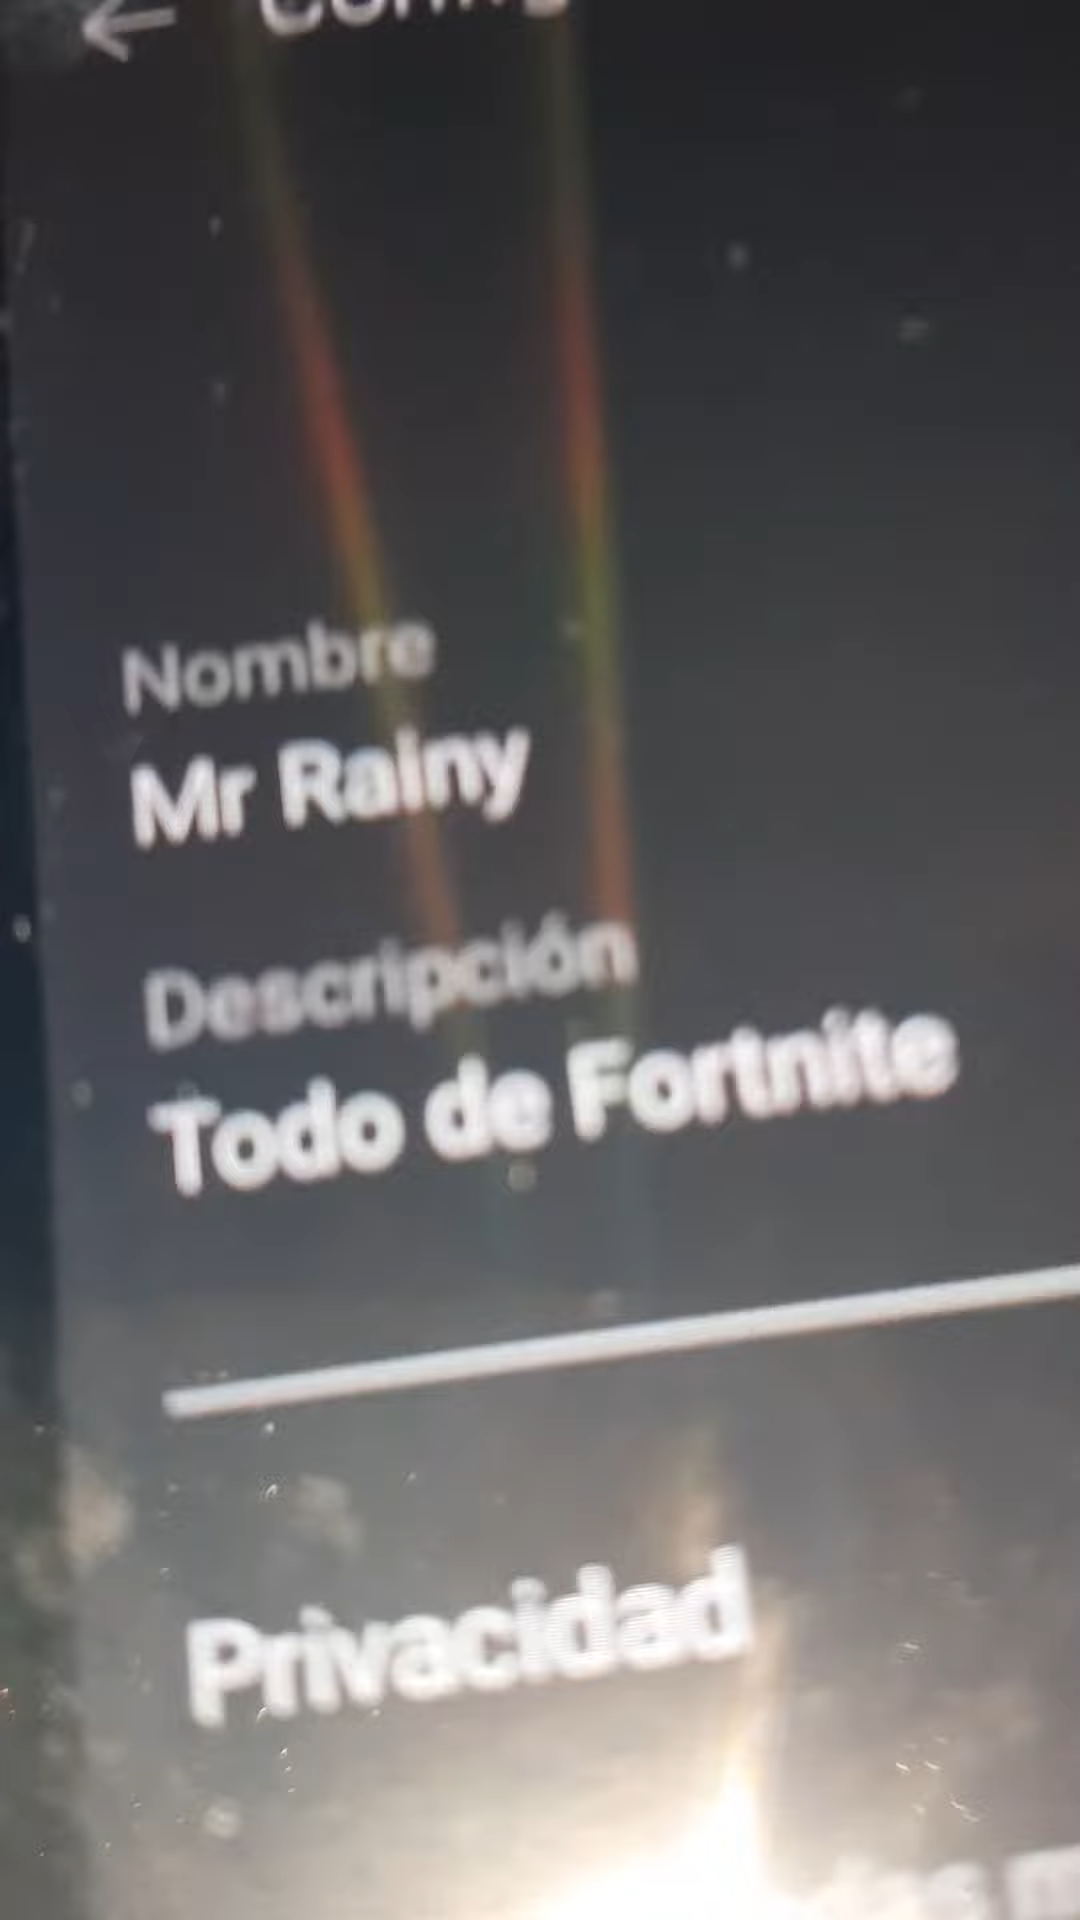 Nombre
Mr Rainy
Descripción
Todo de Fortnite
Privacidad